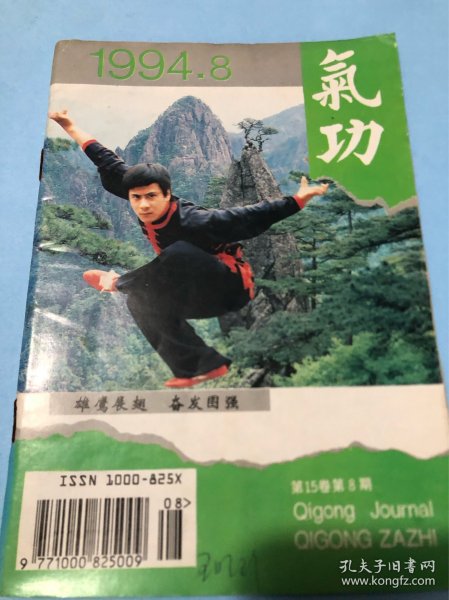 1994.8
氣功
雄鹰展翅 奋发图强
ISSN 1000-825X
08>
9 771000 825009
第15卷第8期
Qigong Journal
QIGONG ZAZHI
孔夫子旧书网
www.kongfz.com